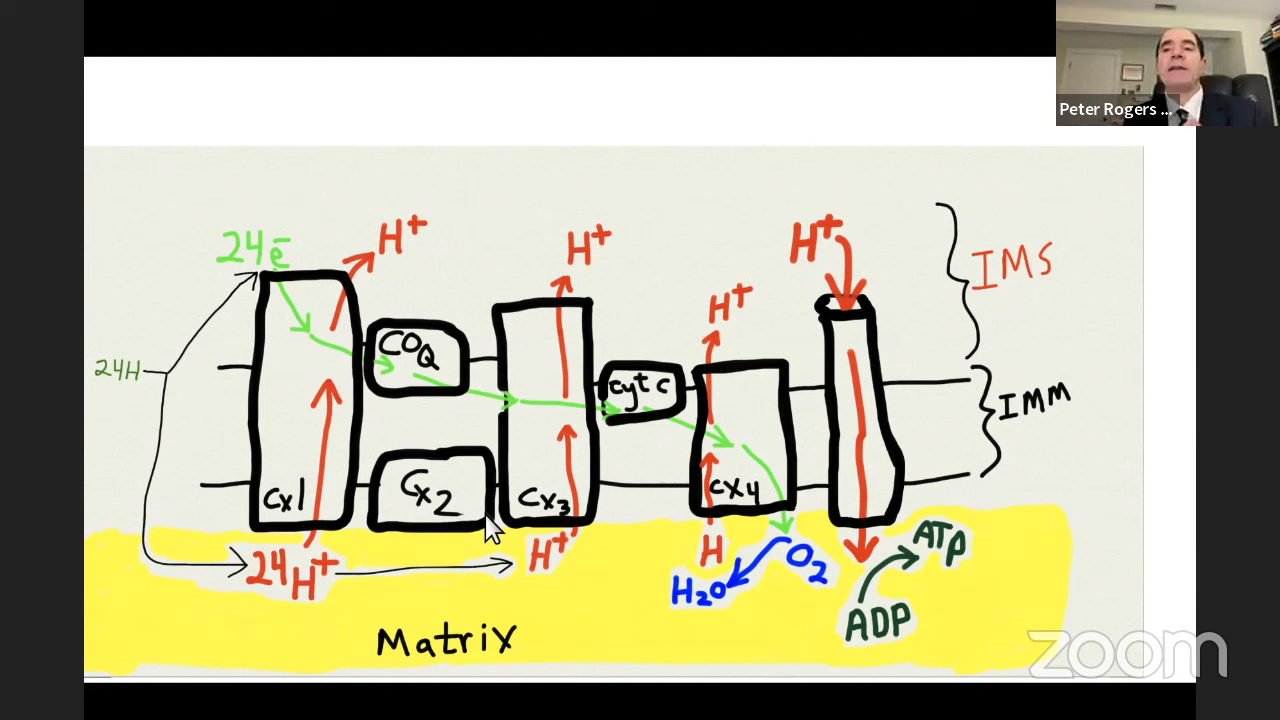 Peter Rogers ...
24e̅
H⁺
H⁺
H⁺
H⁺
IMS
24H
COQ
cyt c
IMM
Cx1
Cx2
Cx3
Cx4
24H⁺
H⁺
H
H₂O
O₂
ATP
ADP
Matrix
zoom